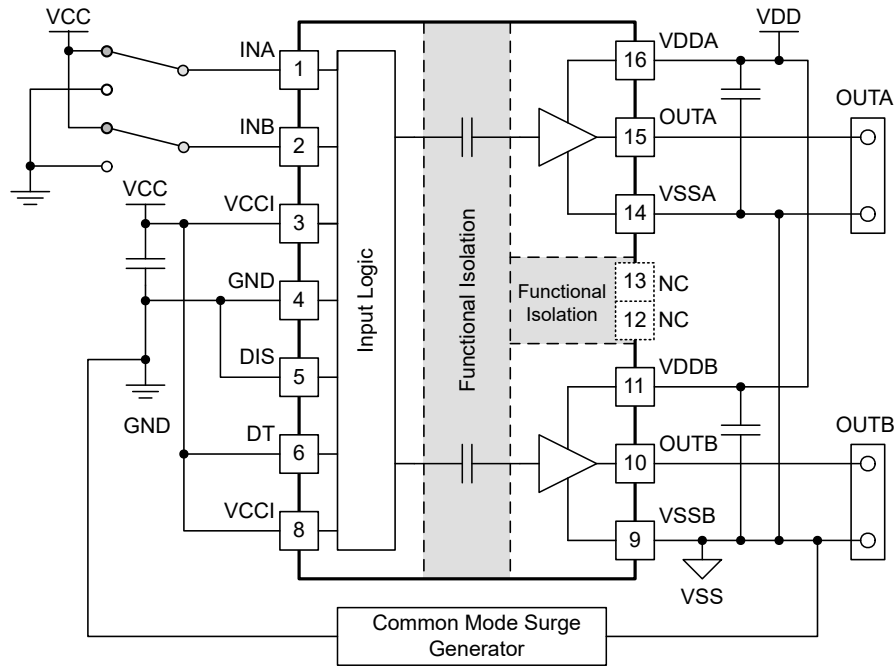 VCC
INA
1
INB
2
VCC
VCCI
3
GND
4
DIS
5
GND
DT
6
VCCI
8
Input Logic
Functional Isolation
Functional
Isolation
VDD
16
VDDA
OUTA
15
OUTA
14
VSSA
13
NC
12
NC
11
VDDB
OUTB
10
OUTB
9
VSSB
VSS
Common Mode Surge
Generator